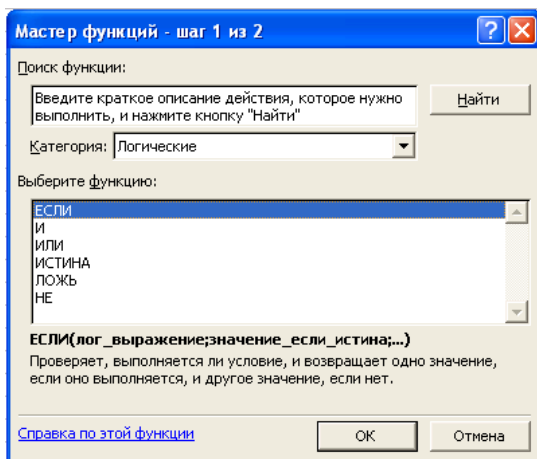 Мастер функций - шаг 1 из 2
Поиск функции:
Введите краткое описание действия, которое нужно
выполнить, и нажмите кнопку "Найти"
Найти
Категория: Логические
Выберите функцию:
ЕСЛИ
И
ИЛИ
ИСТИНА
ЛОЖЬ
НЕ
ЕСЛИ(лог_выражение;значение_если_истина;...)
Проверяет, выполняется ли условие, и возвращает одно значение,
если оно выполняется, и другое значение, если нет.
Справка по этой функции
ОК
Отмена